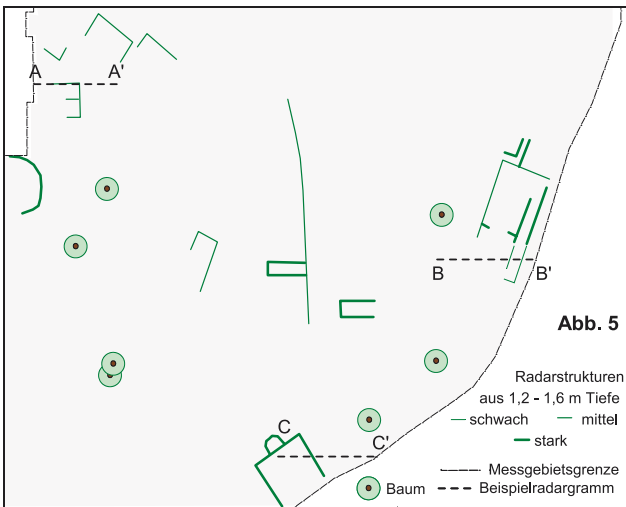 A A'
B B'
Abb. 5
Radarstrukturen
aus 1,2 - 1,6 m Tiefe
schwach mittel
stark
C
C'
Messgebietsgrenze
Baum Beispielradargramm